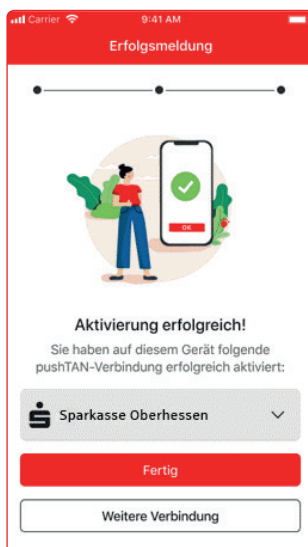 Carrier 9:41 AM
Erfolgsmeldung
OK
Aktivierung erfolgreich!
Sie haben auf diesem Gerät folgende
pushTAN-Verbindung erfolgreich aktiviert:
Sparkasse Oberhessen
Fertig
Weitere Verbindung